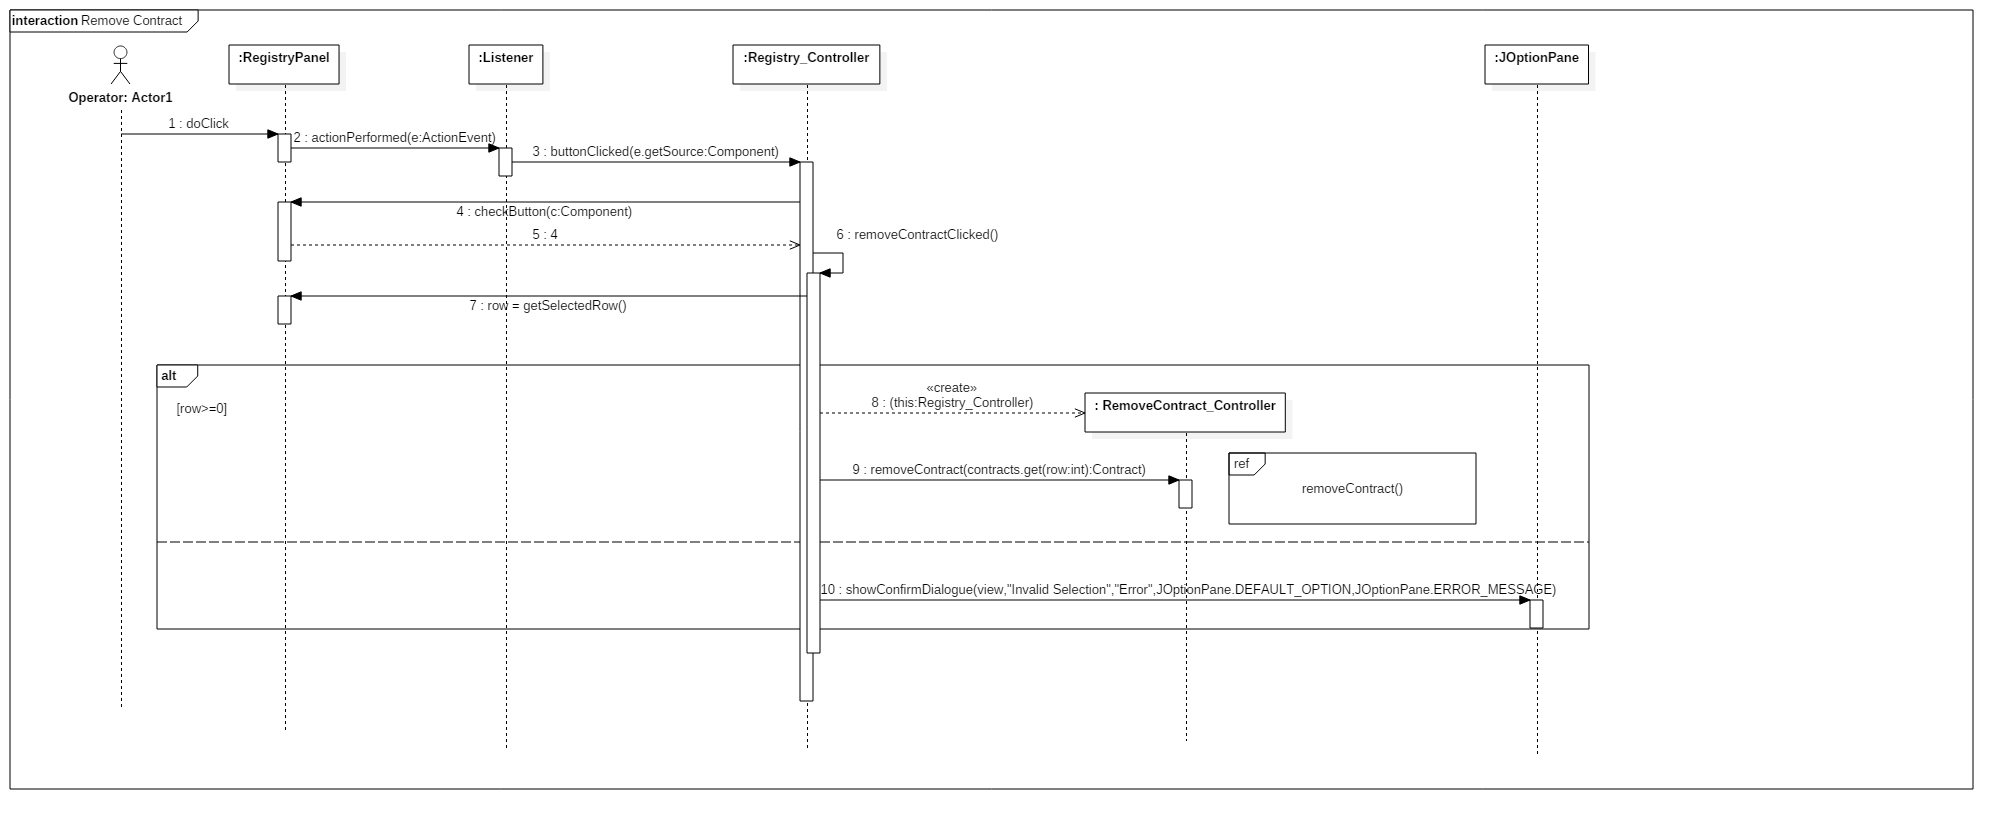 interaction Remove Contract
:RegistryPanel
:Listener
:Registry_Controller
:JOptionPane
Operator: Actor1
1 : doClick
2 : actionPerformed(e:ActionEvent)
3 : buttonClicked(e.getSource:Component)
4 : checkButton(c:Component)
5 : 4
6 : removeContractClicked()
7 : row = getSelectedRow()
alt
[row>=0]
«create»
8 : (this:Registry_Controller)
: RemoveContract_Controller
9 : removeContract(contracts.get(row:int):Contract)
ref
removeContract()
10 : showConfirmDialogue(view,"Invalid Selection","Error",JOptionPane.DEFAULT_OPTION,JOptionPane.ERROR_MESSAGE)